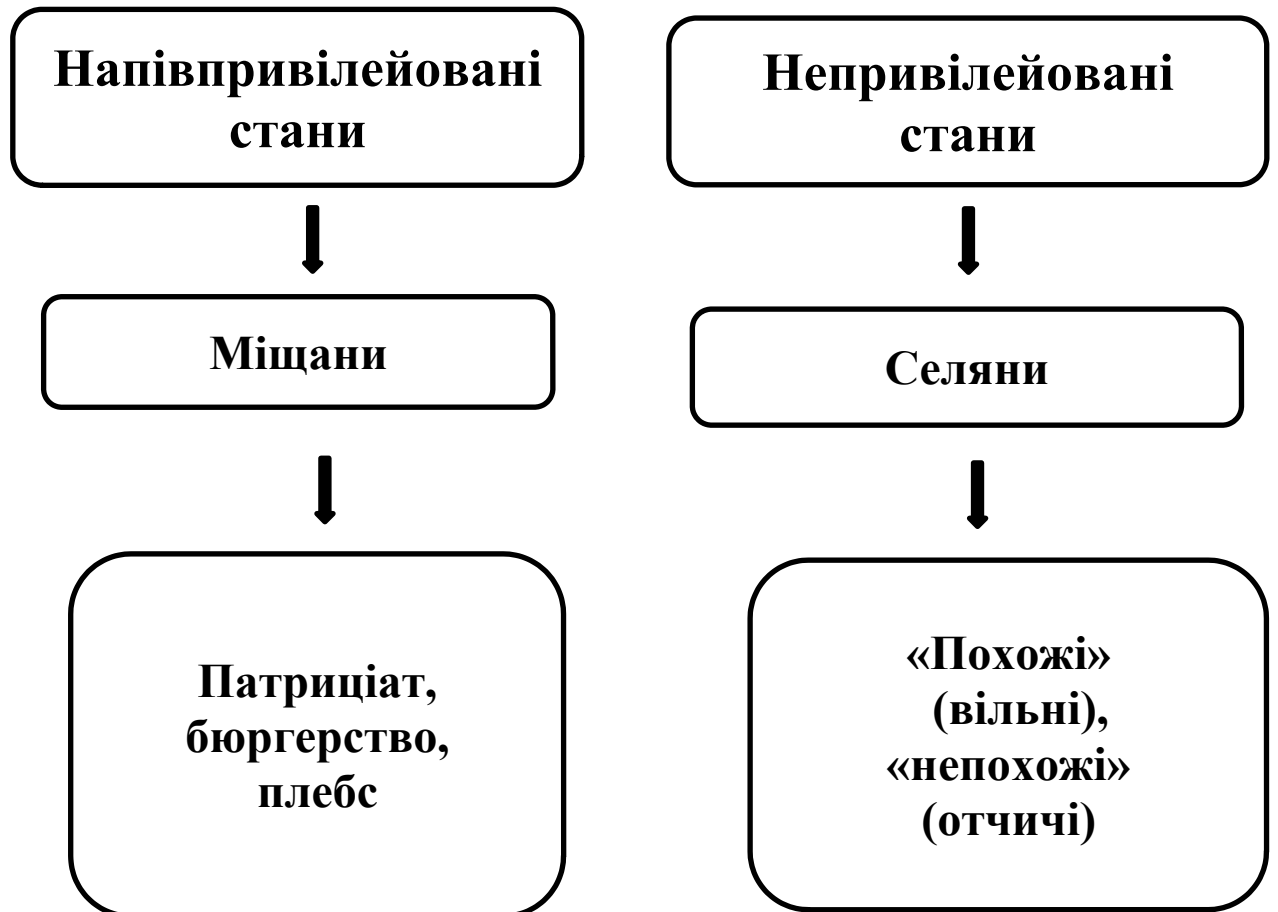 Напівпривілейовані
стани
Міщани
Патриціат,
бюргерство,
плебс
Непривілейовані
стани
Селяни
«Похожі»
(вільні),
«непохожі»
(отчичі)